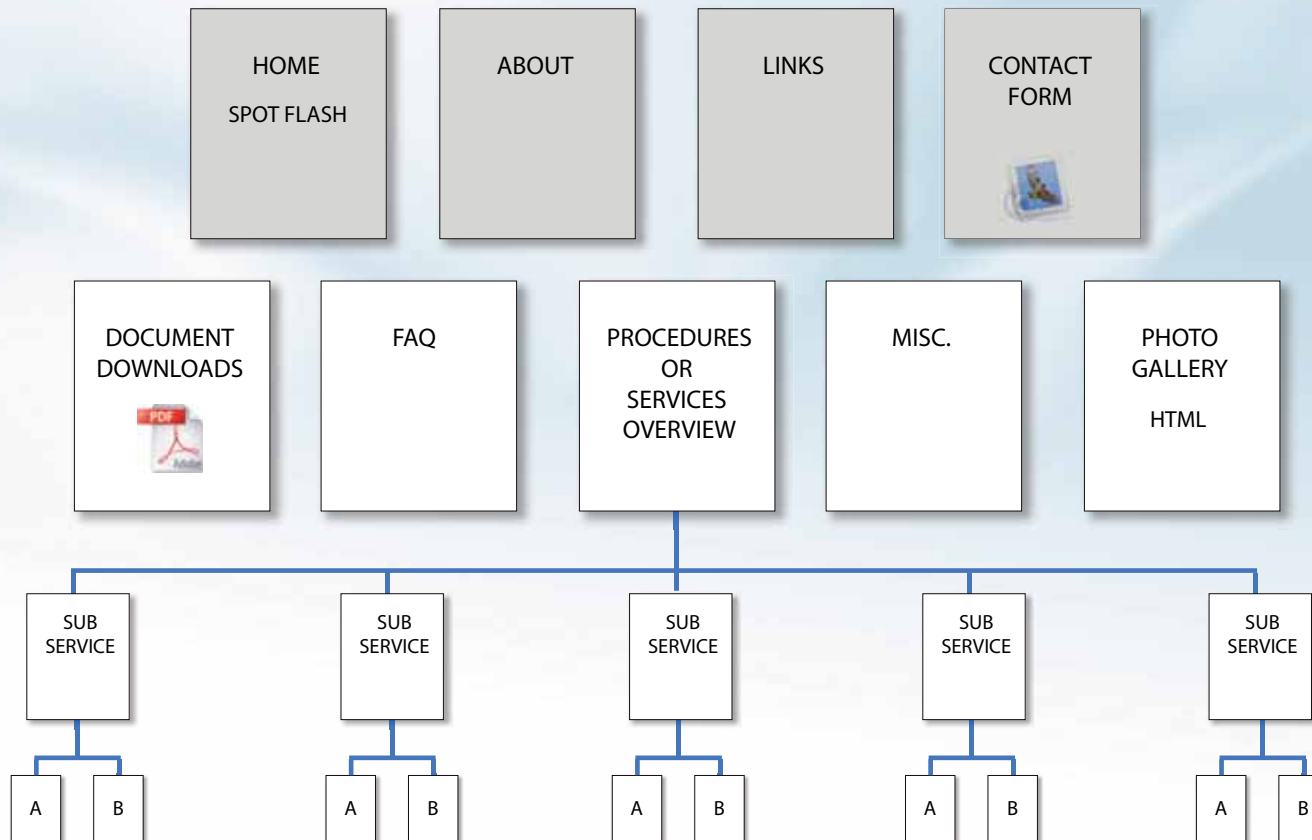 HOME
SPOT FLASH
ABOUT
LINKS
CONTACT
FORM
DOCUMENT
DOWNLOADS
PDF
Adobe
FAQ
PROCEDURES
OR
SERVICES
OVERVIEW
MISC.
PHOTO
GALLERY
HTML
SUB
SERVICE
SUB
SERVICE
SUB
SERVICE
SUB
SERVICE
SUB
SERVICE
A
B
A
B
A
B
A
B
A
B